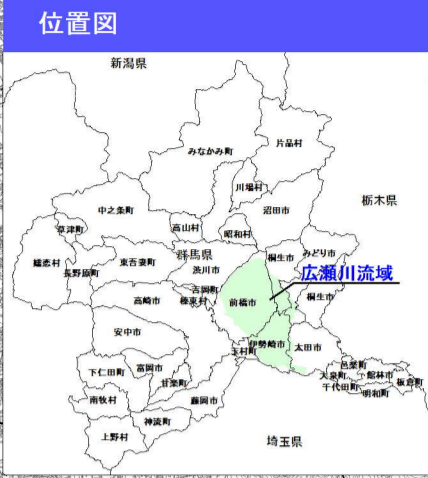 位置図
新潟県
みなかみ町
片品村
川場村
栃木県
中之条町
沼田市
草津町
高山村
昭和村
嬬恋村
東吾妻町
群馬県
桐生市
みどり市
長野原町
渋川市
広瀬川流域
吉岡町
高崎市
榛東村
前橋市
桐生市
安中市
玉村町
伊勢崎市
太田市
下仁田町
富岡市
邑楽町
甘楽町
大泉町
館林市
板倉町
千代田町
明和町
南牧村
藤岡市
神流町
上野村
埼玉県